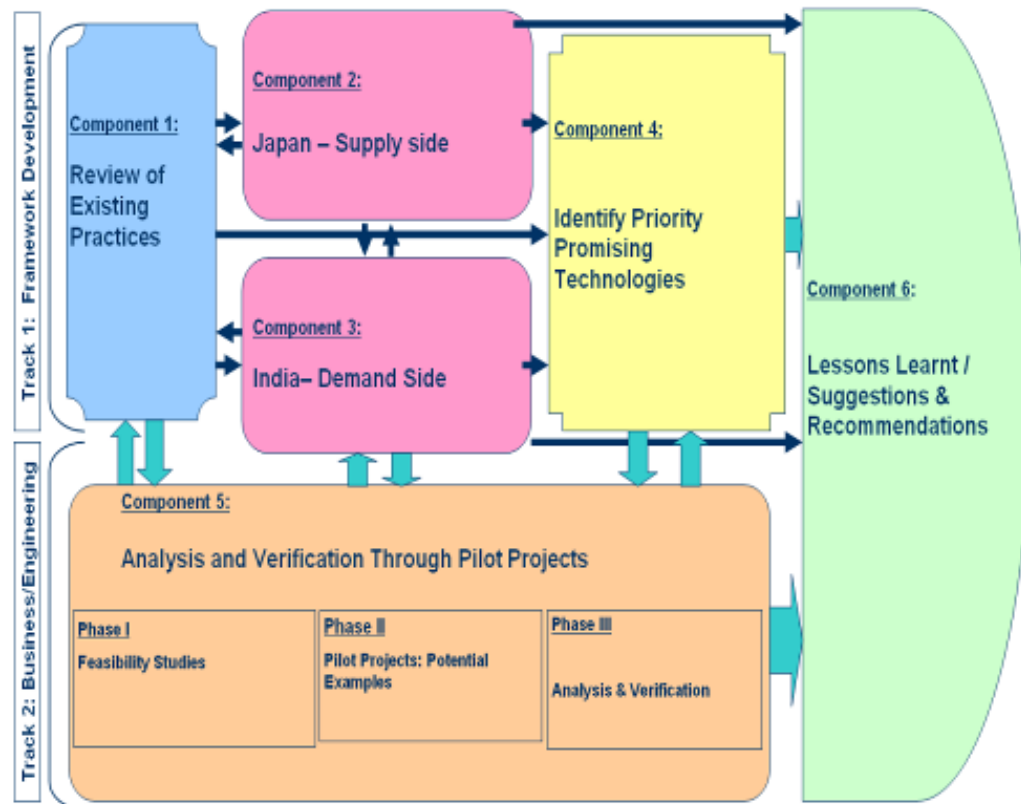 Track 1:  Framework Development
Component 1:
Review of
Existing
Practices
Component 2:
Japan – Supply side
Component 3:
India– Demand Side
Component 4:
Identify Priority
Promising
Technologies
Component 6:
Lessons Learnt /
Suggestions &
Recommendations
Track 2: Business/Engineering
Component 5:
Analysis and Verification Through Pilot Projects
Phase I
Feasibility Studies
Phase II
Pilot Projects: Potential
Examples
Phase III
Analysis & Verification